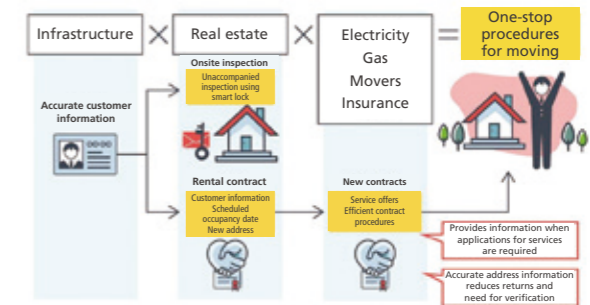 Infrastructure
Real estate
Electricity
Gas
Movers
Insurance
One-stop
procedures
for moving
Accurate customer
information
Onsite inspection
Unaccompanied
inspection using
smart lock
Rental contract
Customer information
Scheduled
occupancy date
New address
New contracts
Service offers
Efficient contract
procedures
Provides information when
applications for services
are required
Accurate address information
reduces returns and
need for verification